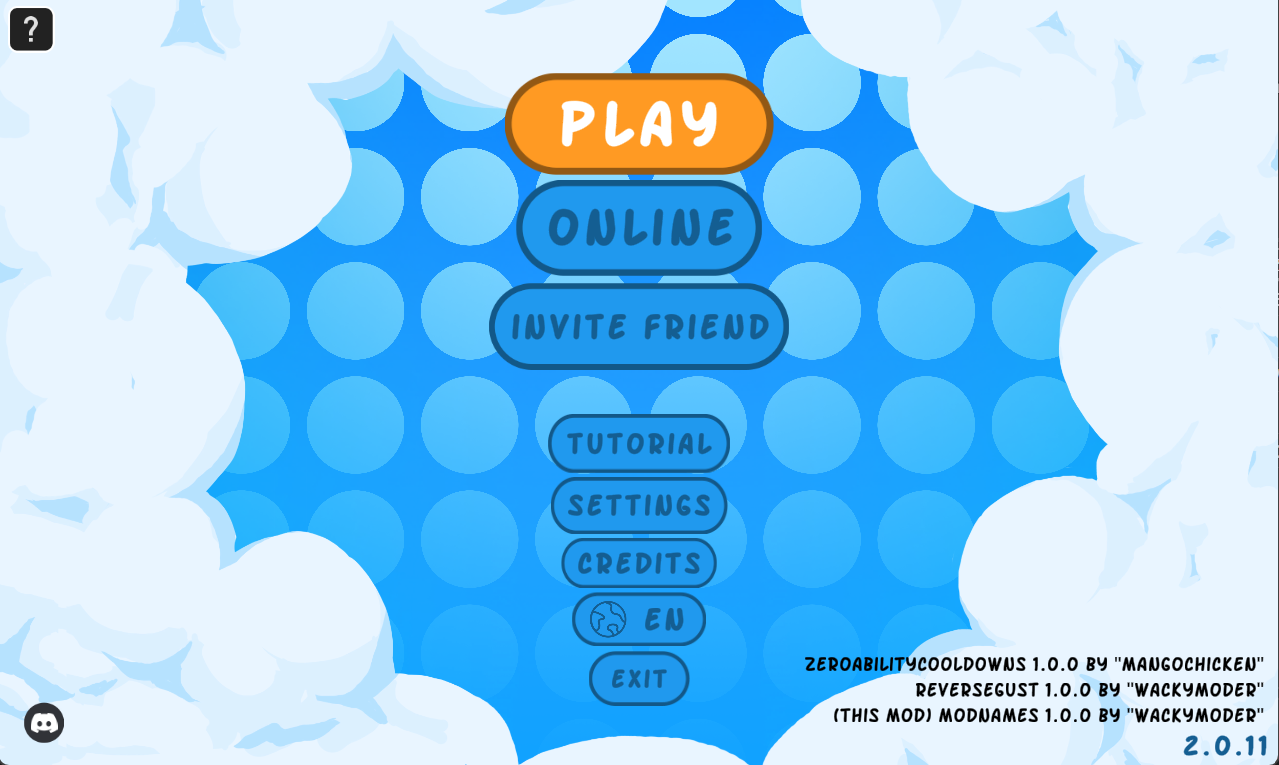 ?
PLAY
ONLINE
INVITE FRIEND
TUTORIAL
SETTINGS
CREDITS
EN
EXIT
ZEROABILITYCOOLDOWNS 1.0.0 BY "MANGOCHICKEN"
REVERSEGUST 1.0.0 BY "WACKYMODER"
(THIS MOD) MODNAMES 1.0.0 BY "WACKYMODER"
2.0.11